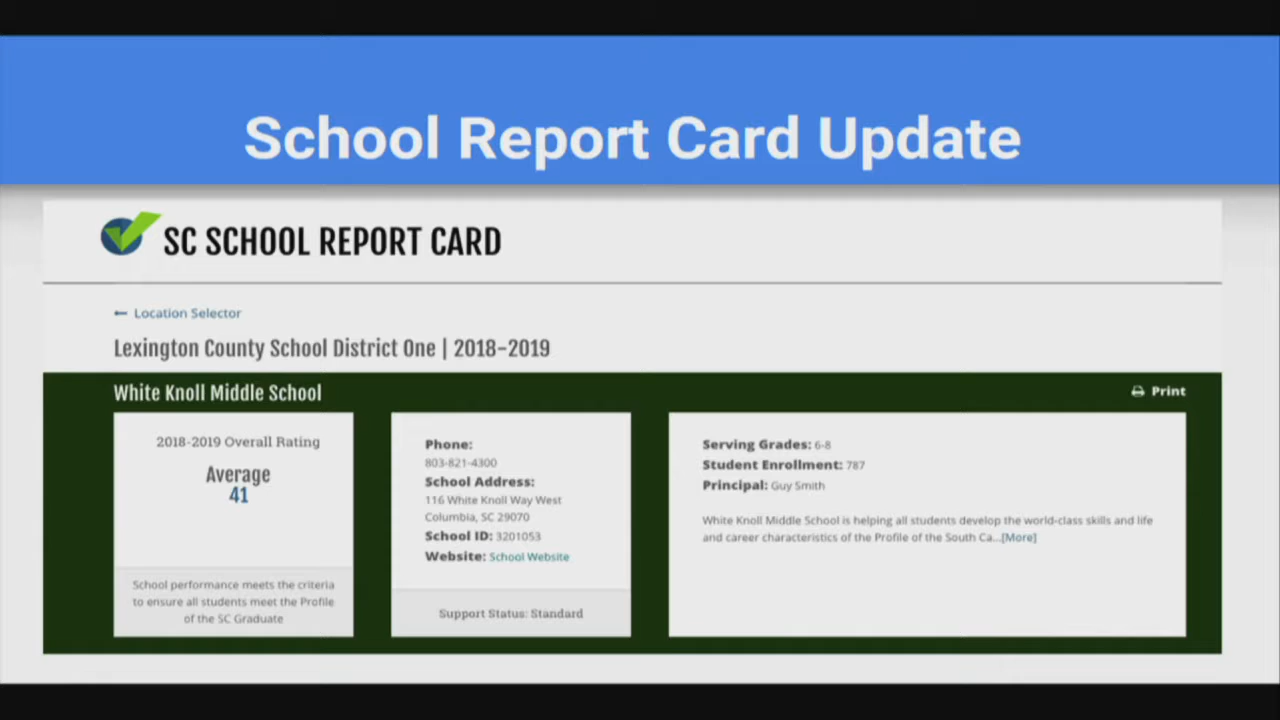 School Report Card Update
SC SCHOOL REPORT CARD
Location Selector
Lexington County School District One | 2018-2019
White Knoll Middle School
Print
2018-2019 Overall Rating
Average
41
School performance meets the criteria
to ensure all students meet the Profile
of the SC Graduate
Phone:
803-821-4300
School Address:
116 White Knoll Way West
Columbia, SC 29070
School ID: 3201053
Website: School Website
Support Status: Standard
Serving Grades: 6-8
Student Enrollment: 787
Principal: Guy Smith
White Knoll Middle School is helping all students develop the world-class skills and life
and career characteristics of the Profile of the South Ca...[More]